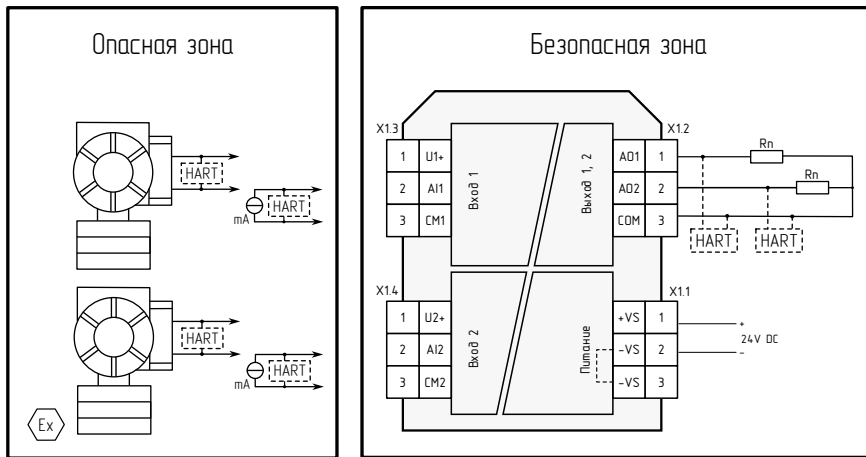 Опасная зона
HART
HART
mA
HART
HART
mA
Ex
Безопасная зона
X1.3
X1.2
1 U1+
2 AI1
3 CM1
Вход 1
Выход 1, 2
AO1 1
AO2 2
COM 3
Rн
Rн
HART
HART
X1.4
X1.1
1 U2+
2 AI2
3 CM2
Вход 2
Питание
+VS 1
-VS 2
-VS 3
+
24V DC
-